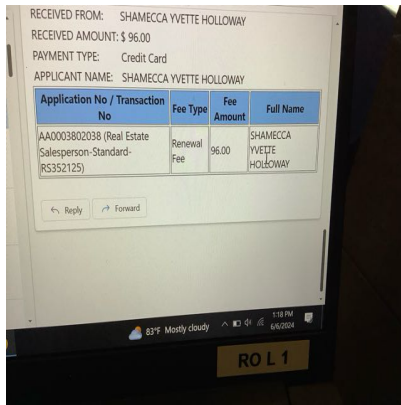 RECEIVED FROM: SHAMECCA YVETTE HOLLOWAY
RECEIVED AMOUNT: $ 96.00
PAYMENT TYPE: Credit Card
APPLICANT NAME: SHAMECCA YVETTE HOLLOWAY
Application No / Transaction No Fee Type Fee Amount Full Name
AA0003802038 (Real Estate Salesperson-Standard-RS352125) Renewal Fee 96.00 SHAMECCA YVETTE HOLLOWAY
Reply Forward
83°F Mostly cloudy 1:18 PM
6/6/2024
RO L 1